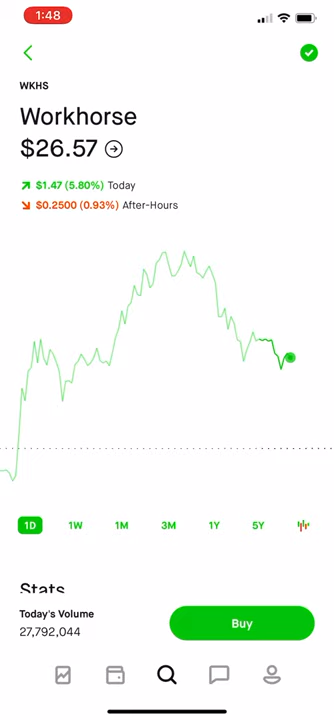 1:48
WKHS
Workhorse
$26.57
$1.47 (5.80%) Today
$0.2500 (0.93%) After-Hours
1D 1W 1M 3M 1Y 5Y
Stats
Today's Volume
27,792,044
Buy